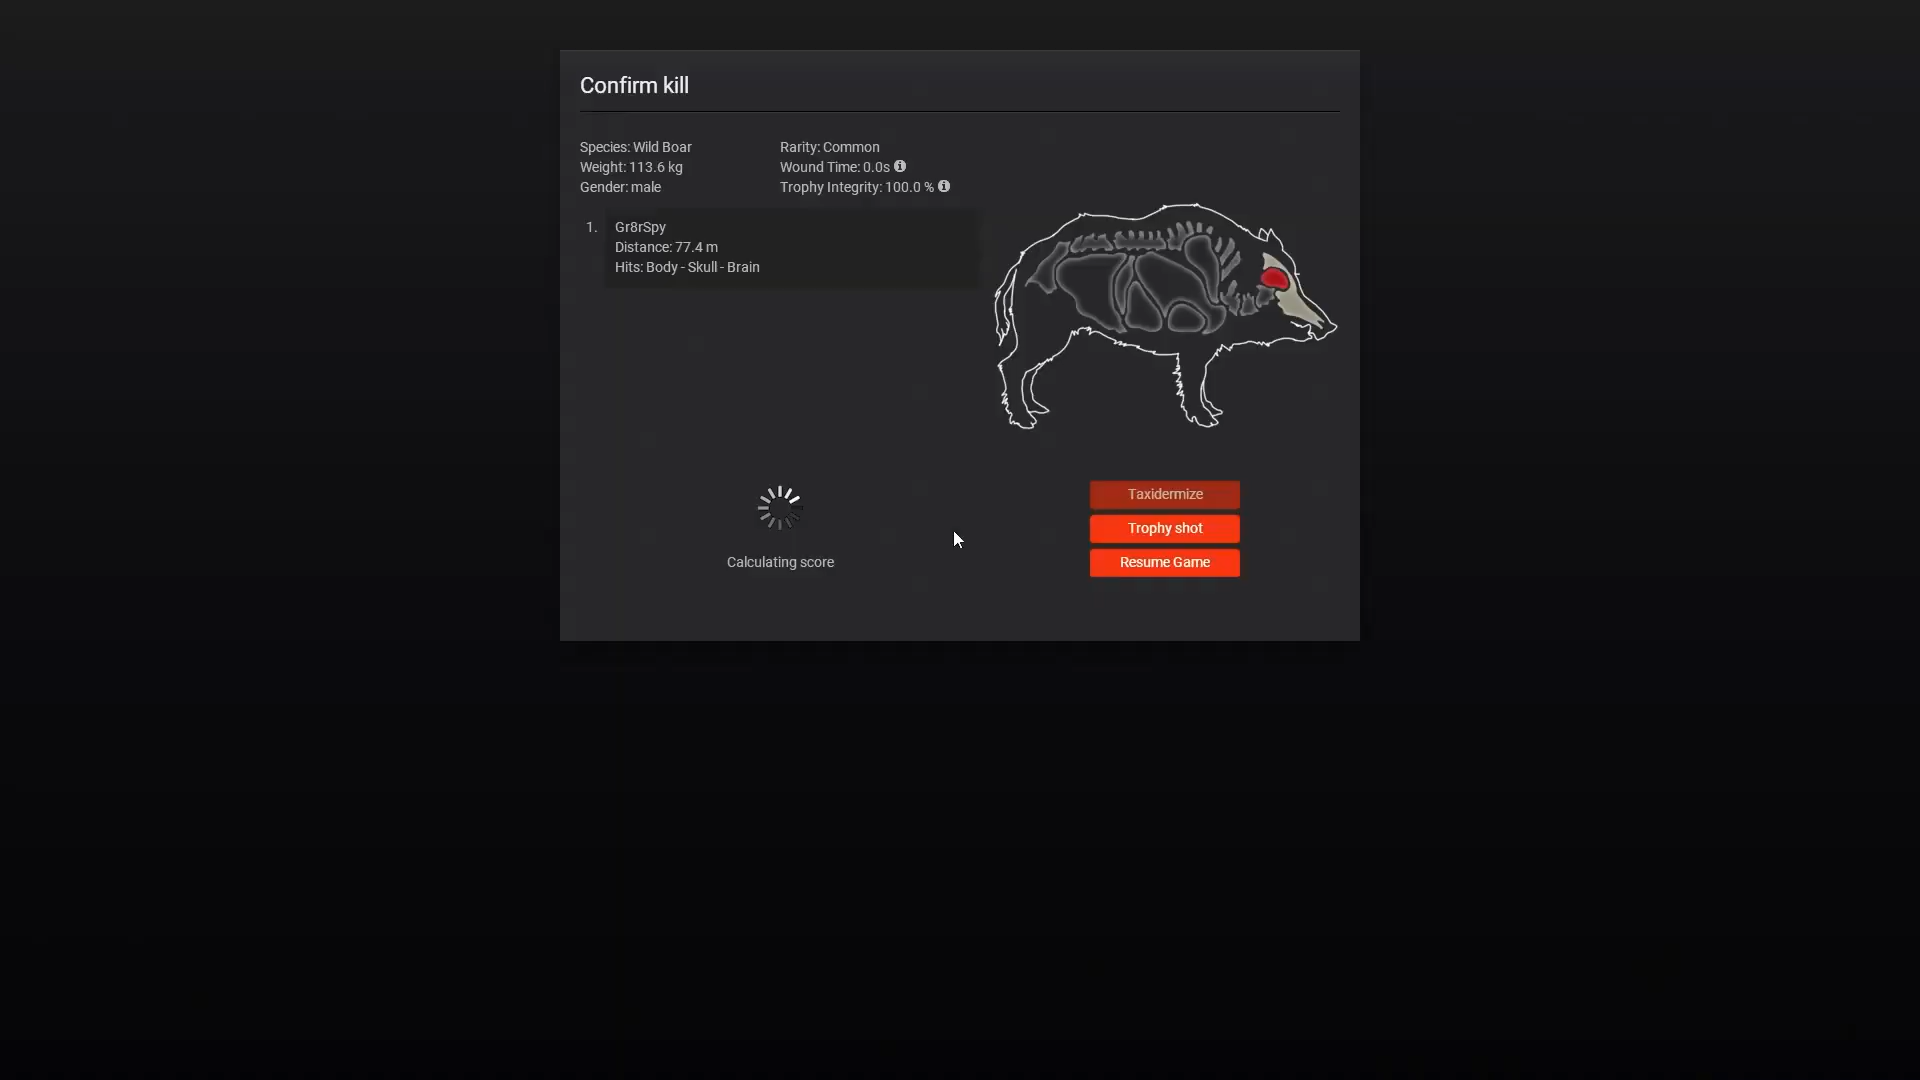 Confirm kill
Species: Wild Boar
Weight: 113.6 kg
Gender: male
Rarity: Common
Wound Time: 0.0s
Trophy Integrity: 100.0 %
1.
Gr8rSpy
Distance: 77.4 m
Hits: Body - Skull - Brain
Calculating score
Taxidermize
Trophy shot
Resume Game